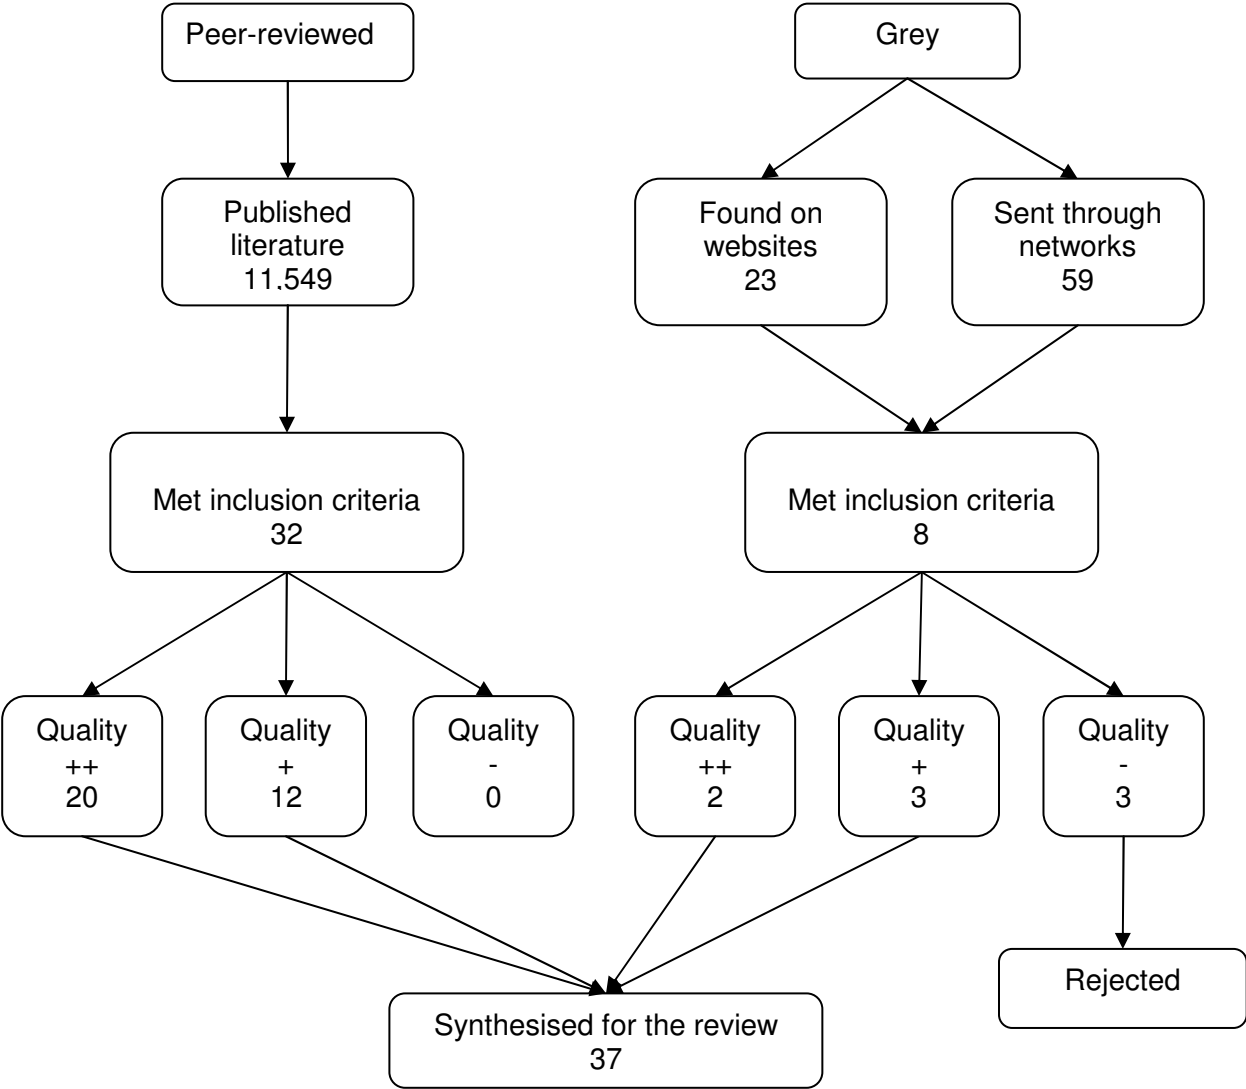 Peer-reviewed
Grey
Published
literature
11,549
Found on
websites
23
Sent through
networks
59
Met inclusion criteria
32
Met inclusion criteria
8
Quality
++
20
Quality
+
12
Quality
-
0
Quality
++
2
Quality
+
3
Quality
-
3
Rejected
Synthesised for the review
37